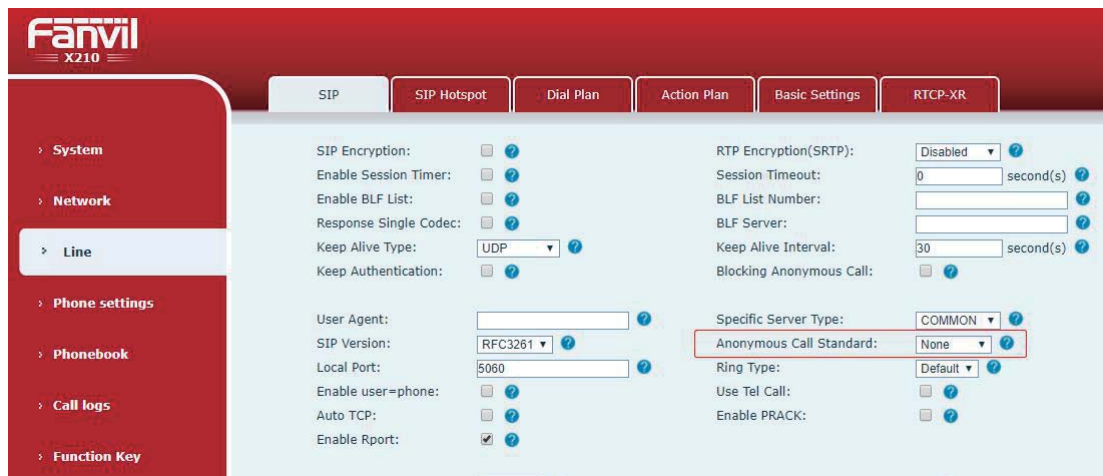 Fanvil
X210
SIP
SIP Hotspot
Dial Plan
Action Plan
Basic Settings
RTCP-XR
› System
› Network
› Line
› Phone settings
› Phonebook
› Call logs
› Function Key
SIP Encryption: RTP Encryption(SRTP): Disabled
Enable Session Timer: Session Timeout: 0 second(s)
Enable BLF List: BLF List Number:
Response Single Codec: BLF Server:
Keep Alive Type: UDP Keep Alive Interval: 30 second(s)
Keep Authentication: Blocking Anonymous Call:
User Agent: Specific Server Type: COMMON
SIP Version: RFC3261 Anonymous Call Standard: None
Local Port: 5060 Ring Type: Default
Enable user=phone: Use Tel Call:
Auto TCP: Enable PRACK:
Enable Rport: